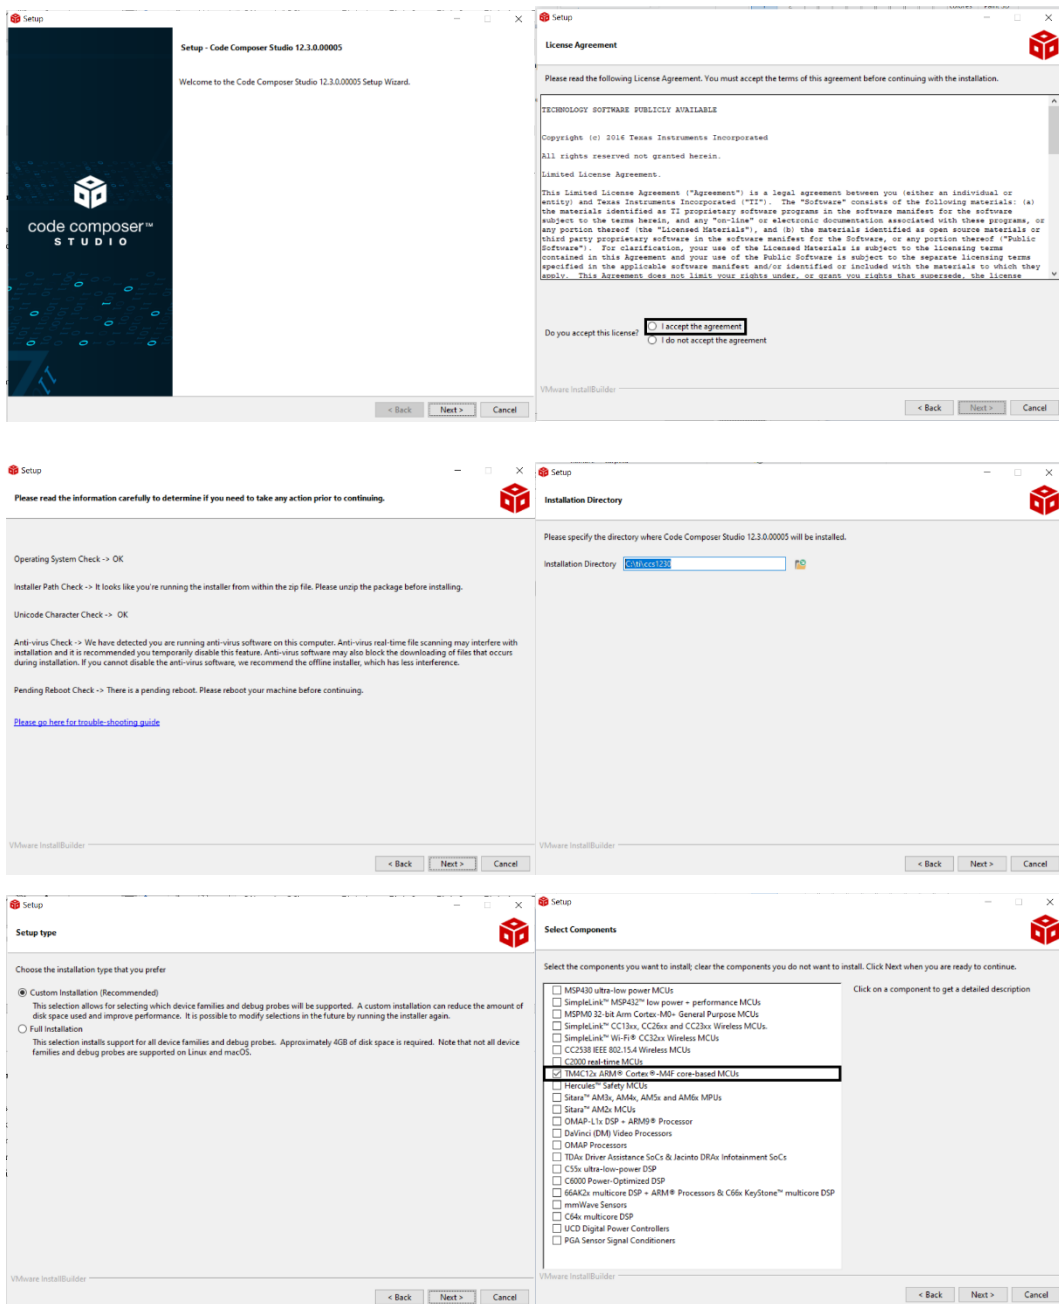 Setup
Setup - Code Composer Studio 12.3.0.00005
Welcome to the Code Composer Studio 12.3.0.00005 Setup Wizard.
code composer™
STUDIO
< Back Next > Cancel
Setup
License Agreement
Please read the following License Agreement. You must accept the terms of this agreement before continuing with the installation.
TECHNOLOGY SOFTWARE PUBLICLY AVAILABLE
Copyright (c) 2016 Texas Instruments Incorporated
All rights reserved not granted herein.
Limited License Agreement.
This Limited License Agreement ("Agreement") is a legal agreement between you (either an individual or
entity) and Texas Instruments Incorporated ("TI"). The "Software" consists of the following materials: (a)
the materials identified as TI proprietary software programs in the software manifest for the software
subject to the terms herein, and any "on-line" or electronic documentation associated with these programs, or
any portion thereof (the "Licensed Materials"), and (b) the materials identified as open source materials or
third party proprietary software in the software manifest for the Software, or any portion thereof ("Public
Software"). For clarification, your use of the Licensed Materials is subject to the licensing terms
contained in this Agreement and your use of the Public Software is subject to the separate licensing terms
specified in the applicable software manifest and/or identified or included with the materials to which they
apply. This Agreement does not limit your rights under, or grant you rights that supersede, the license
Do you accept this license?
I accept the agreement
I do not accept the agreement
VMware InstallBuilder
< Back Next > Cancel
Setup
Please read the information carefully to determine if you need to take any action prior to continuing.
Operating System Check -> OK
Installer Path Check -> It looks like you're running the installer from within the zip file. Please unzip the package before installing.
Unicode Character Check -> OK
Anti-virus Check -> We have detected you are running anti-virus software on this computer. Anti-virus real-time file scanning may interfere with
installation and it is recommended you temporarily disable this feature. Anti-virus software may also block the downloading of files that occurs
during installation. If you cannot disable the anti-virus software, we recommend the offline installer, which has less interference.
Pending Reboot Check -> There is a pending reboot. Please reboot your machine before continuing.
Please go here for trouble-shooting guide
VMware InstallBuilder
< Back Next > Cancel
Setup
Installation Directory
Please specify the directory where Code Composer Studio 12.3.0.00005 will be installed.
Installation Directory C:\ti\ccs1230
VMware InstallBuilder
< Back Next > Cancel
Setup
Setup type
Choose the installation type that you prefer
Custom Installation (Recommended)
This selection allows for selecting which device families and debug probes will be supported. A custom installation can reduce the amount of
disk space used and improve performance. It is possible to modify selections in the future by running the installer again.
Full Installation
This selection installs support for all device families and debug probes. Approximately 4GB of disk space is required. Note that not all device
families and debug probes are supported on Linux and macOS.
VMware InstallBuilder
< Back Next > Cancel
Setup
Select Components
Select the components you want to install; clear the components you do not want to install. Click Next when you are ready to continue.
MSP430 ultra-low power MCUs
SimpleLink™ MSP432™ low power + performance MCUs
MSPM0 32-bit Arm Cortex-M0+ General Purpose MCUs
SimpleLink™ CC13xx, CC26xx and CC23xx Wireless MCUs.
SimpleLink™ Wi-Fi® CC32xx Wireless MCUs
CC2538 IEEE 802.15.4 Wireless MCUs
C2000 real-time MCUs
TM4C12x ARM® Cortex®-M4F core-based MCUs
Hercules™ Safety MCUs
Sitara™ AM3x, AM4x, AM5x and AM6x MPUs
Sitara™ AM2x MCUs
OMAP-L1x DSP + ARM9® Processor
DaVinci (DM) Video Processors
OMAP Processors
TDAx Driver Assistance SoCs & Jacinto DRAx Infotainment SoCs
C55x ultra-low-power DSP
C6000 Power-Optimized DSP
66AK2x multicore DSP + ARM® Processors & C66x KeyStone™ multicore DSP
mmWave Sensors
C64x multicore DSP
UCD Digital Power Controllers
PGA Sensor Signal Conditioners
Click on a component to get a detailed description
VMware InstallBuilder
< Back Next > Cancel